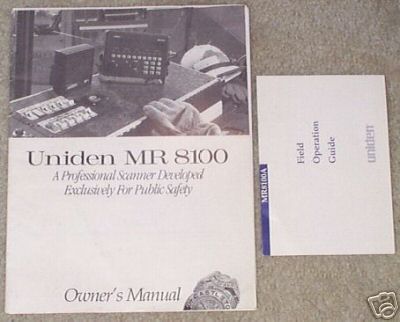 Uniden MR 8100
A Professional Scanner Developed
Exclusively For Public Safety
Owner's Manual
MR8100A
Field
Operation
Guide
uniden